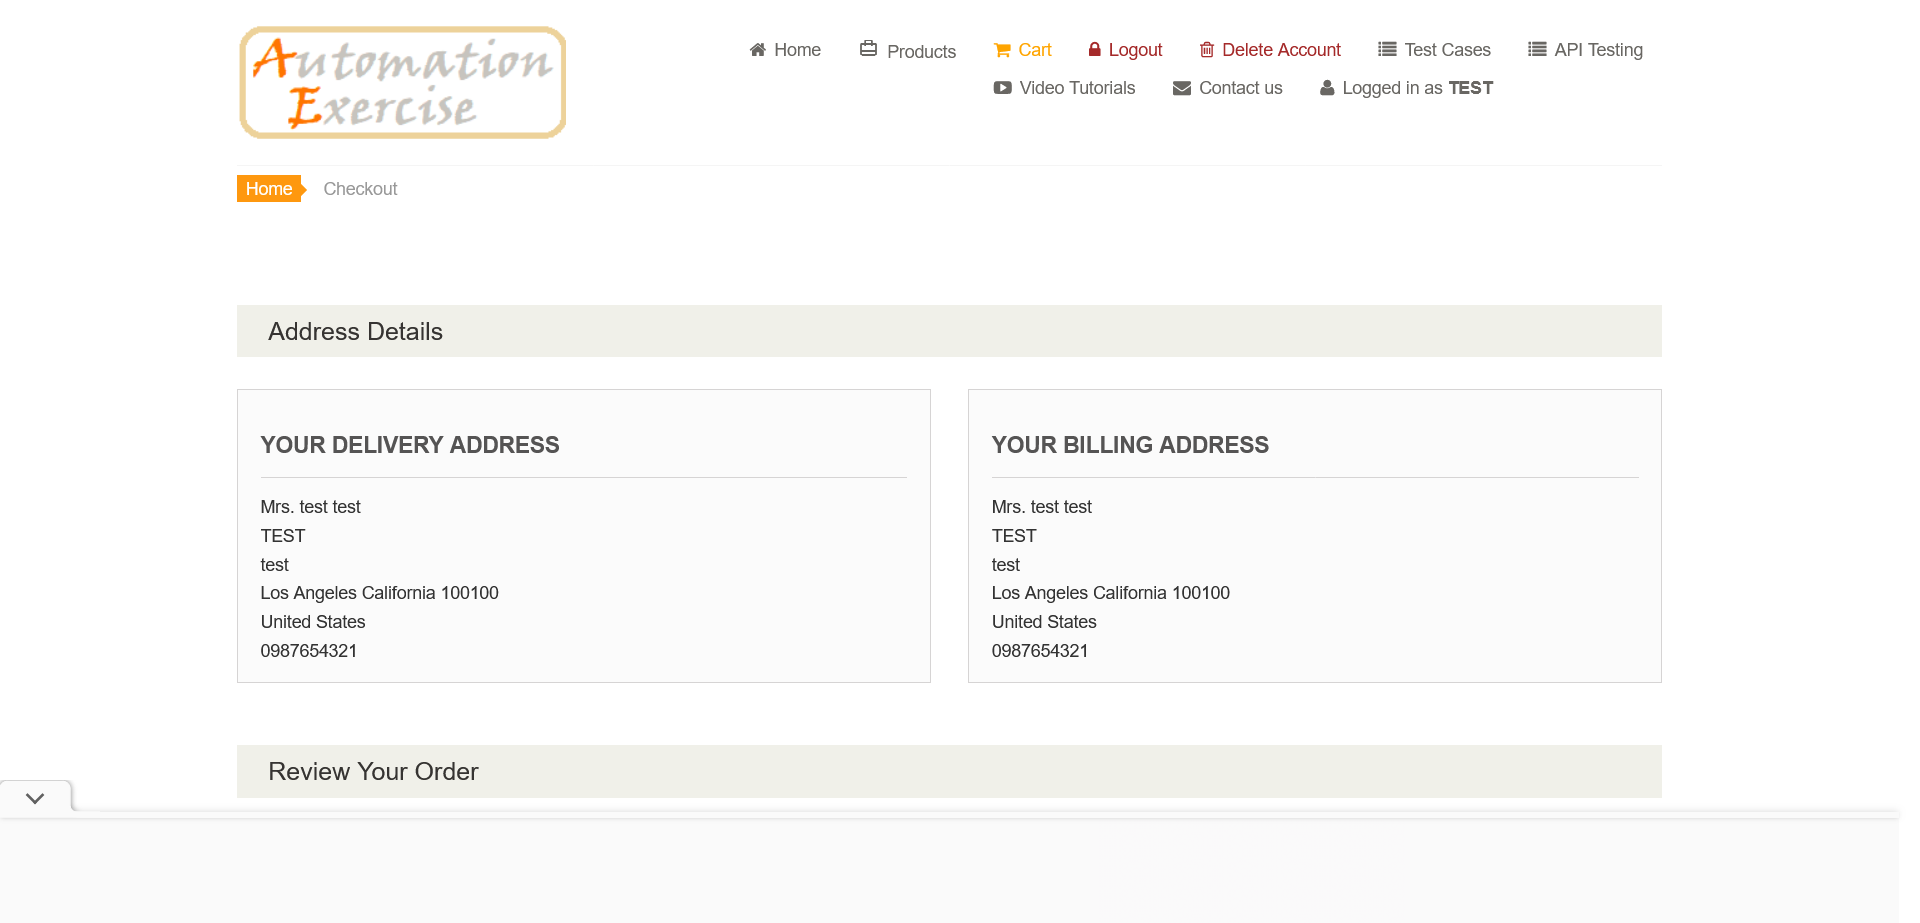 Automation
Exercise
Home
Products
Cart
Logout
Delete Account
Test Cases
API Testing
Video Tutorials
Contact us
Logged in as TEST
Home
Checkout
Address Details
YOUR DELIVERY ADDRESS
Mrs. test test
TEST
test
Los Angeles California 100100
United States
0987654321
YOUR BILLING ADDRESS
Mrs. test test
TEST
test
Los Angeles California 100100
United States
0987654321
Review Your Order